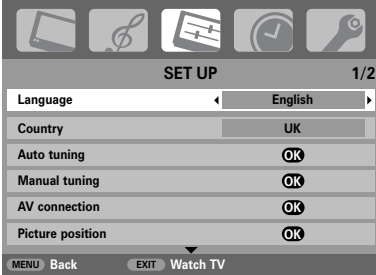 SET UP 1/2
Language English
Country UK
Auto tuning OK
Manual tuning OK
AV connection OK
Picture position OK
MENU Back EXIT Watch TV